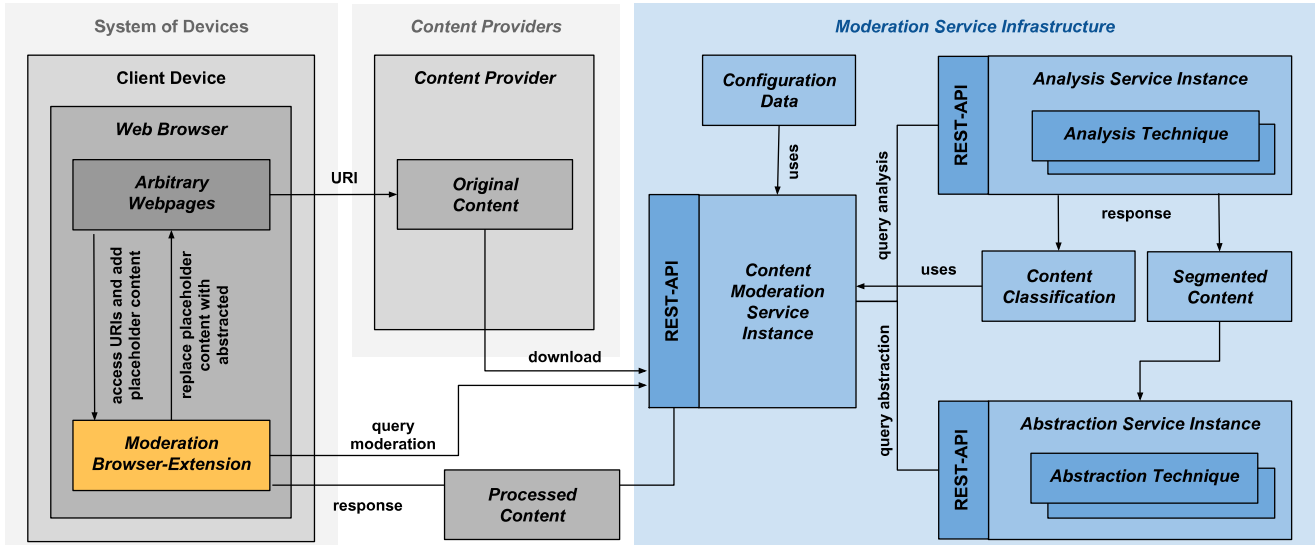 System of Devices
Client Device
Web Browser
Arbitrary
Webpages
access URIs and add
placeholder content
replace placeholder
content with
abstracted
Moderation
Browser-Extension
URI
Content Providers
Content Provider
Original
Content
download
query
moderation
response
Processed
Content
Moderation Service Infrastructure
Configuration
Data
uses
REST-API
Content
Moderation
Service
Instance
query analysis
query abstraction
REST-API
Analysis Service Instance
Analysis Technique
response
uses
Content
Classification
Segmented
Content
REST-API
Abstraction Service Instance
Abstraction Technique